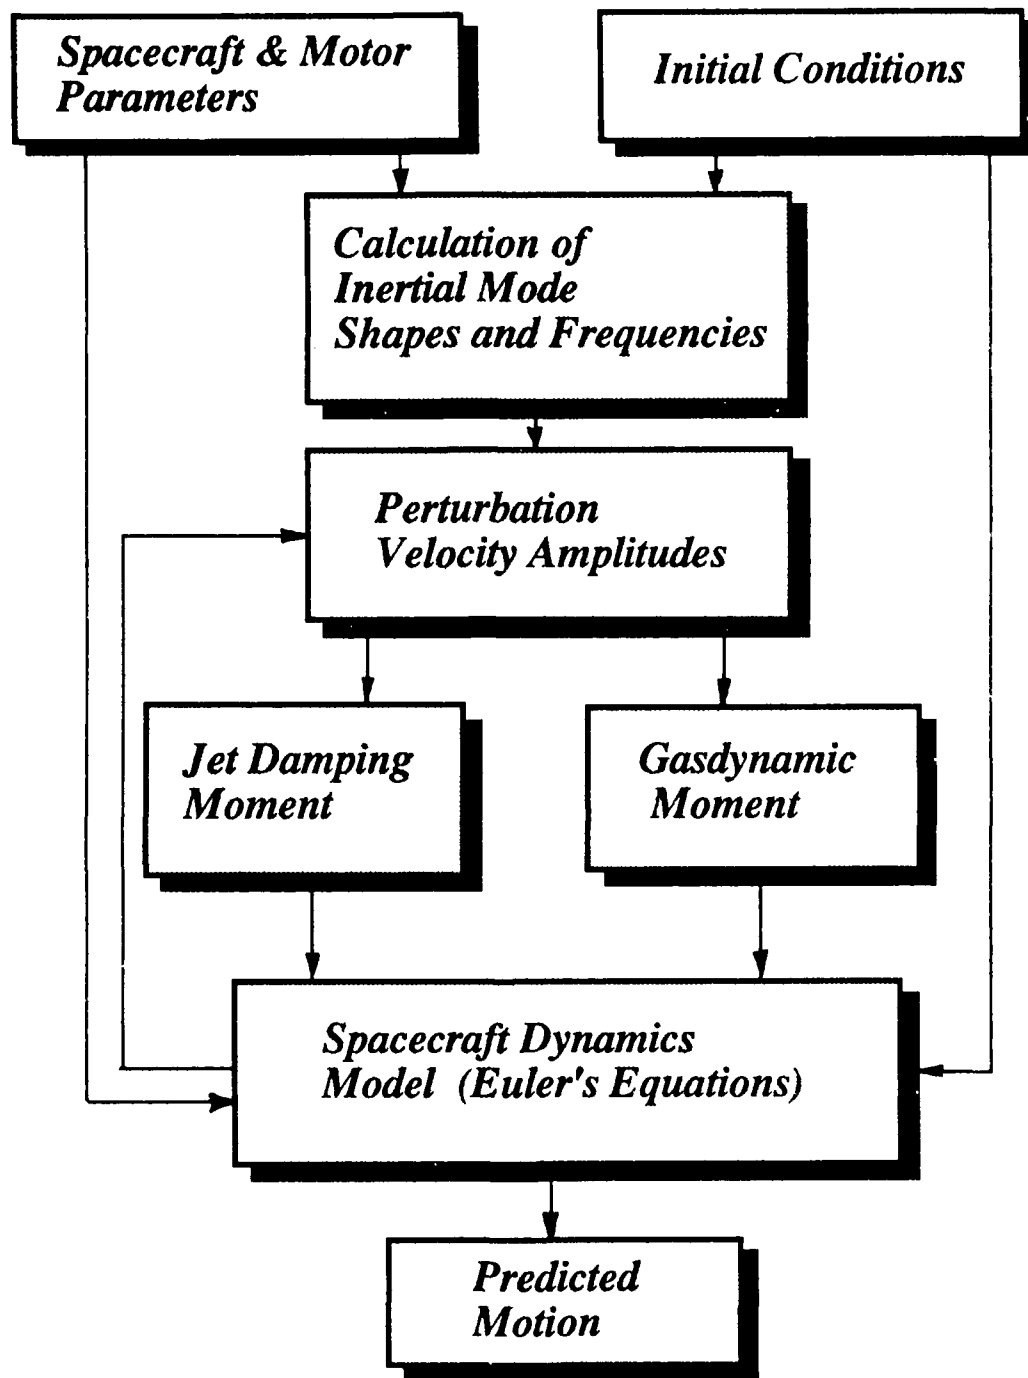 Spacecraft & Motor
Parameters
Initial Conditions
Calculation of
Inertial Mode
Shapes and Frequencies
Perturbation
Velocity Amplitudes
Jet Damping
Moment
Gasdynamic
Moment
Spacecraft Dynamics
Model (Euler's Equations)
Predicted
Motion